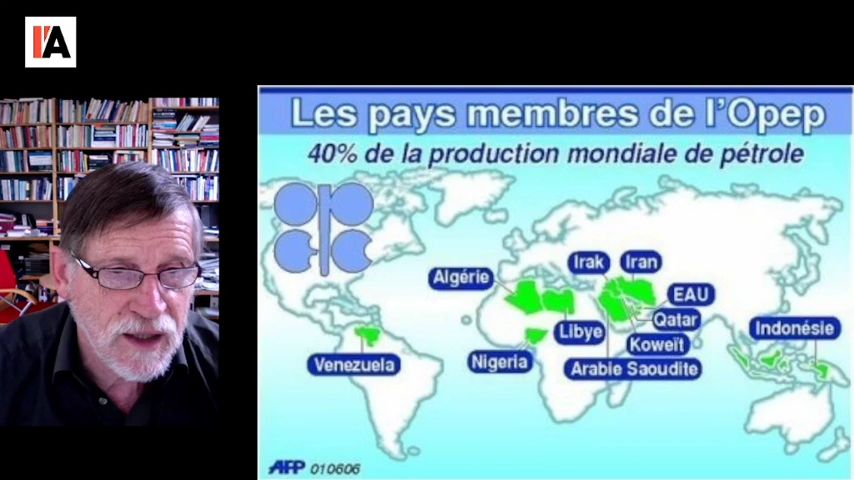 IA
Les pays membres de l'Opep
40% de la production mondiale de pétrole
Algérie
Irak
Iran
EAU
Qatar
Koweït
Arabie Saoudite
Libye
Nigeria
Venezuela
Indonésie
AFP 010606